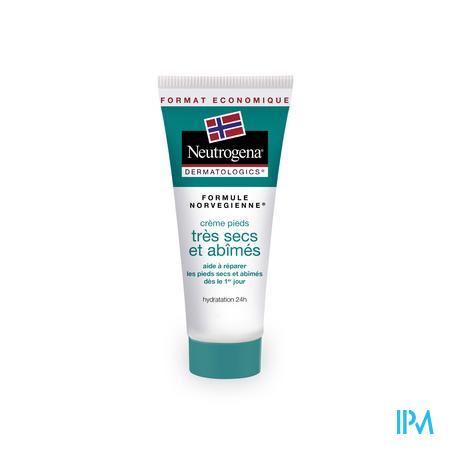 FORMAT ECONOMIQUE
Neutrogena®
DERMATOLOGICS®
FORMULE
NORVEGIENNE®
crème pieds
très secs
et abîmés
aide à réparer
les pieds secs et abîmés
dès le 1er jour
hydratation 24h
IPM